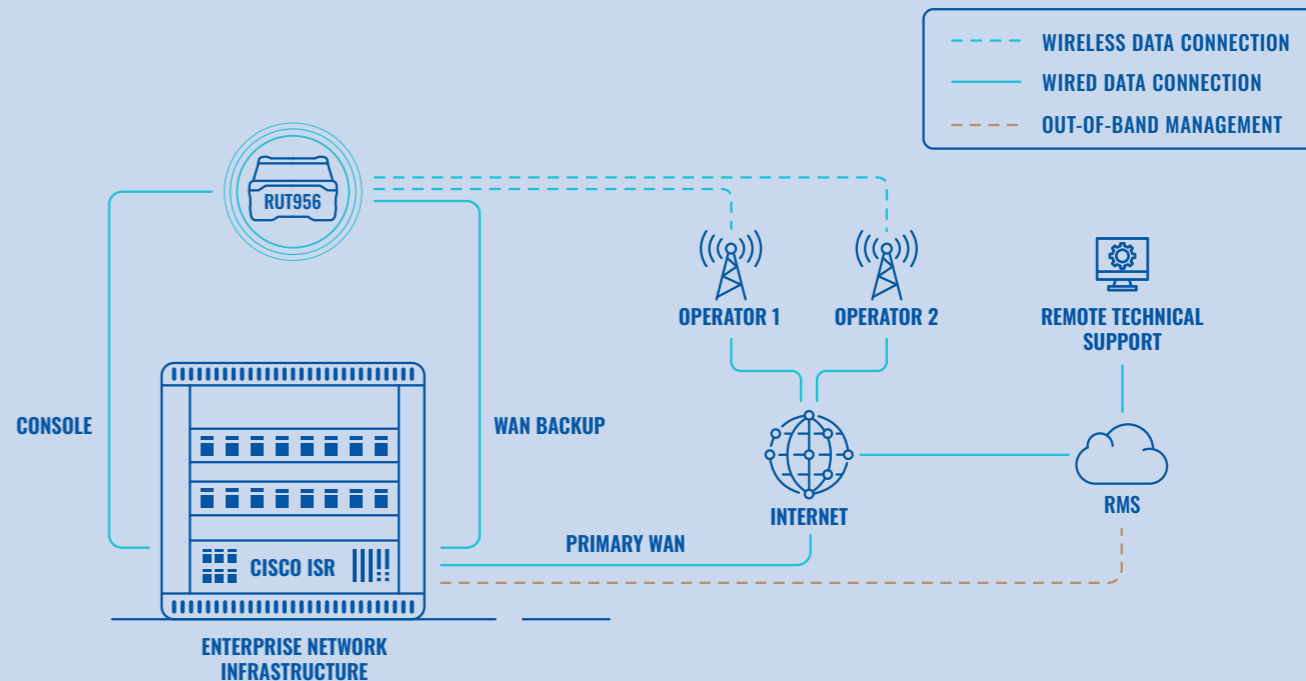 WIRELESS DATA CONNECTION
WIRED DATA CONNECTION
OUT-OF-BAND MANAGEMENT
RUT956
OPERATOR 1
OPERATOR 2
REMOTE TECHNICAL
SUPPORT
CONSOLE
WAN BACKUP
INTERNET
RMS
PRIMARY WAN
CISCO ISR
ENTERPRISE NETWORK
INFRASTRUCTURE